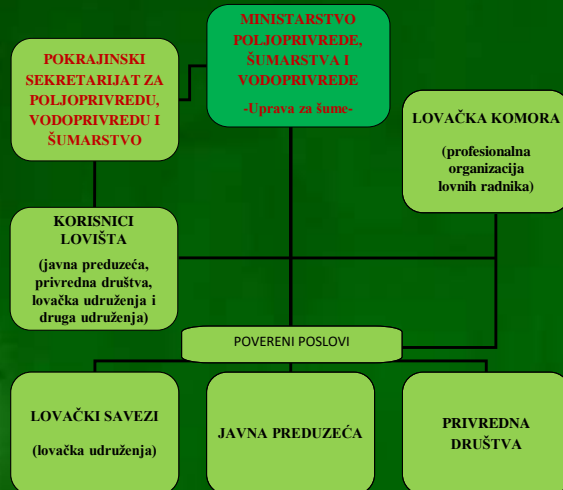 MINISTARSTVO
POLJOPRIVREDE,
ŠUMARSTVA I
VODOPRIVREDE
-Uprava za šume-
POKRAJINSKI
SEKRETARIJAT ZA
POLJOPRIVREDU,
VODOPRIVREDU I
ŠUMARSTVO
LOVAČKA KOMORA
(profesionalna
organizacija
lovnih radnika)
KORISNICI
LOVIŠTA
(javna preduzeća,
privredna društva,
lovačka udruženja i
druga udruženja)
POVERENI POSLOVI
LOVAČKI SAVEZI
(lovačka udruženja)
JAVNA PREDUZEĆA
PRIVREDNA
DRUŠTVA